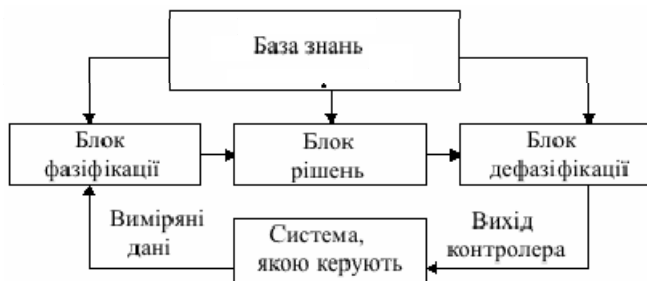 База знань
Блок
фазіфікації
Блок
рішень
Блок
дефазіфікації
Виміряні
дані
Система,
якою керують
Вихід
контролера